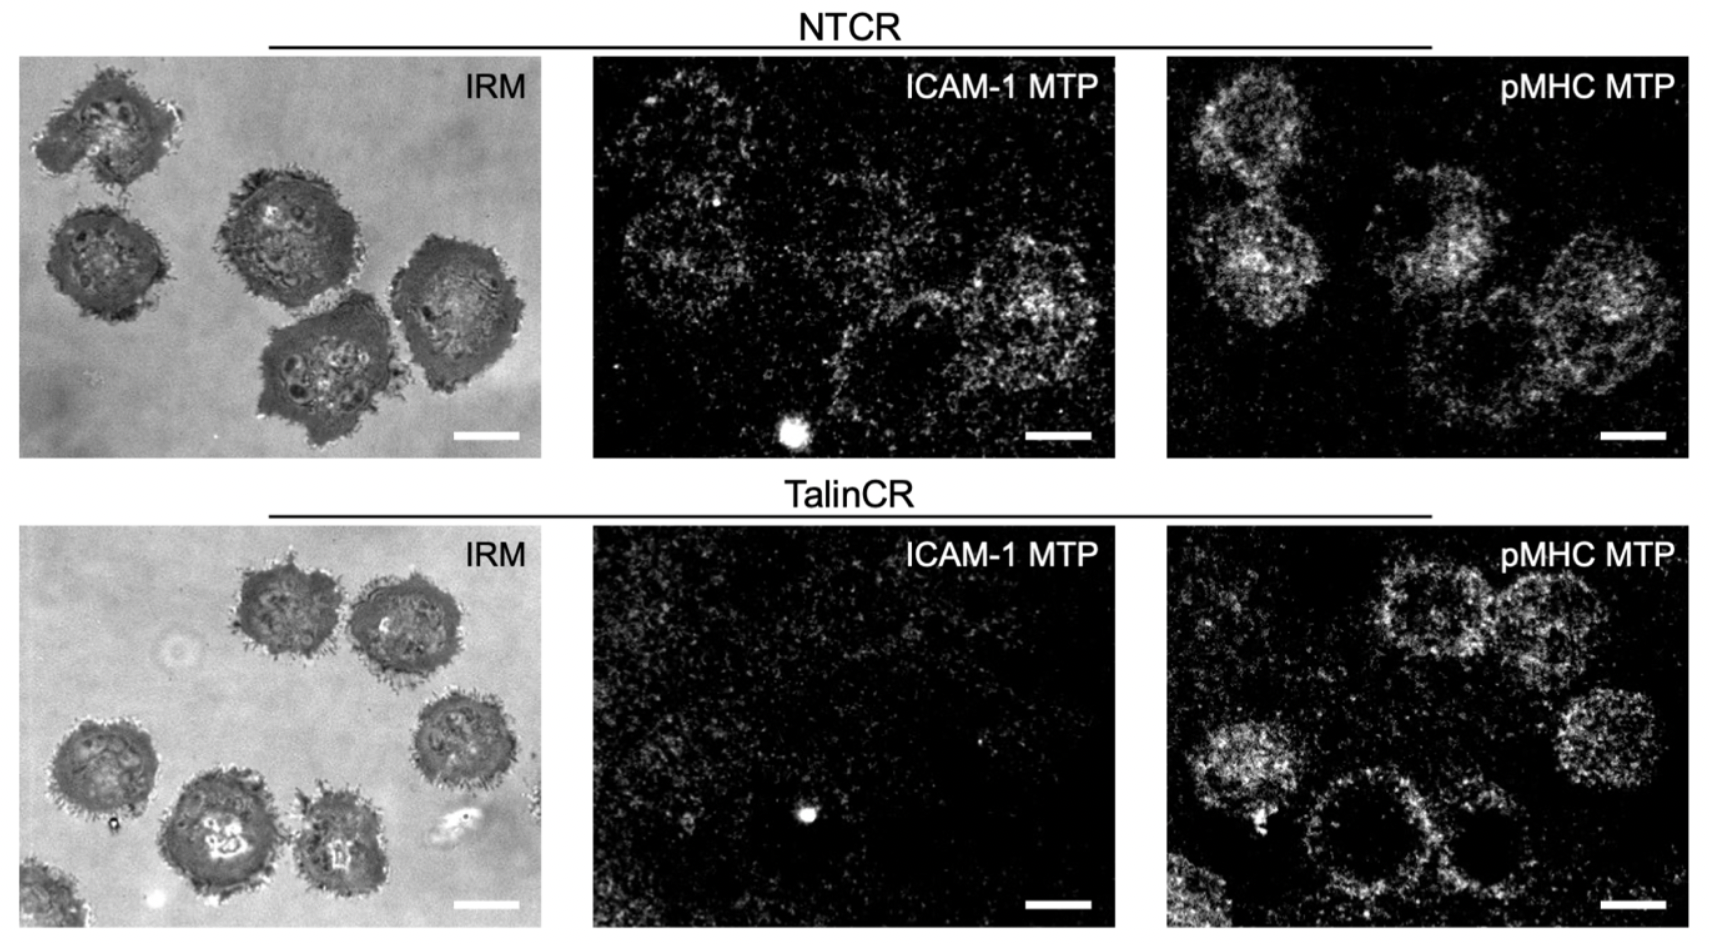 NTCR
IRM
ICAM-1 MTP
pMHC MTP
TalinCR
IRM
ICAM-1 MTP
pMHC MTP